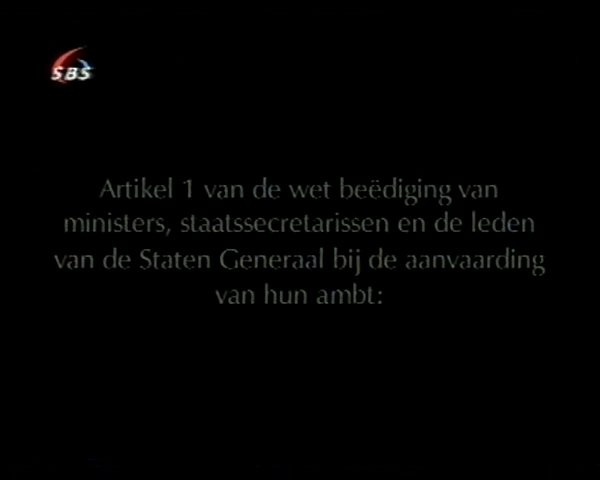 SBS
Artikel 1 van de wet beëdiging van
ministers, staatssecretarissen en de leden
van de Staten Generaal bij de aanvaarding
van hun ambt: